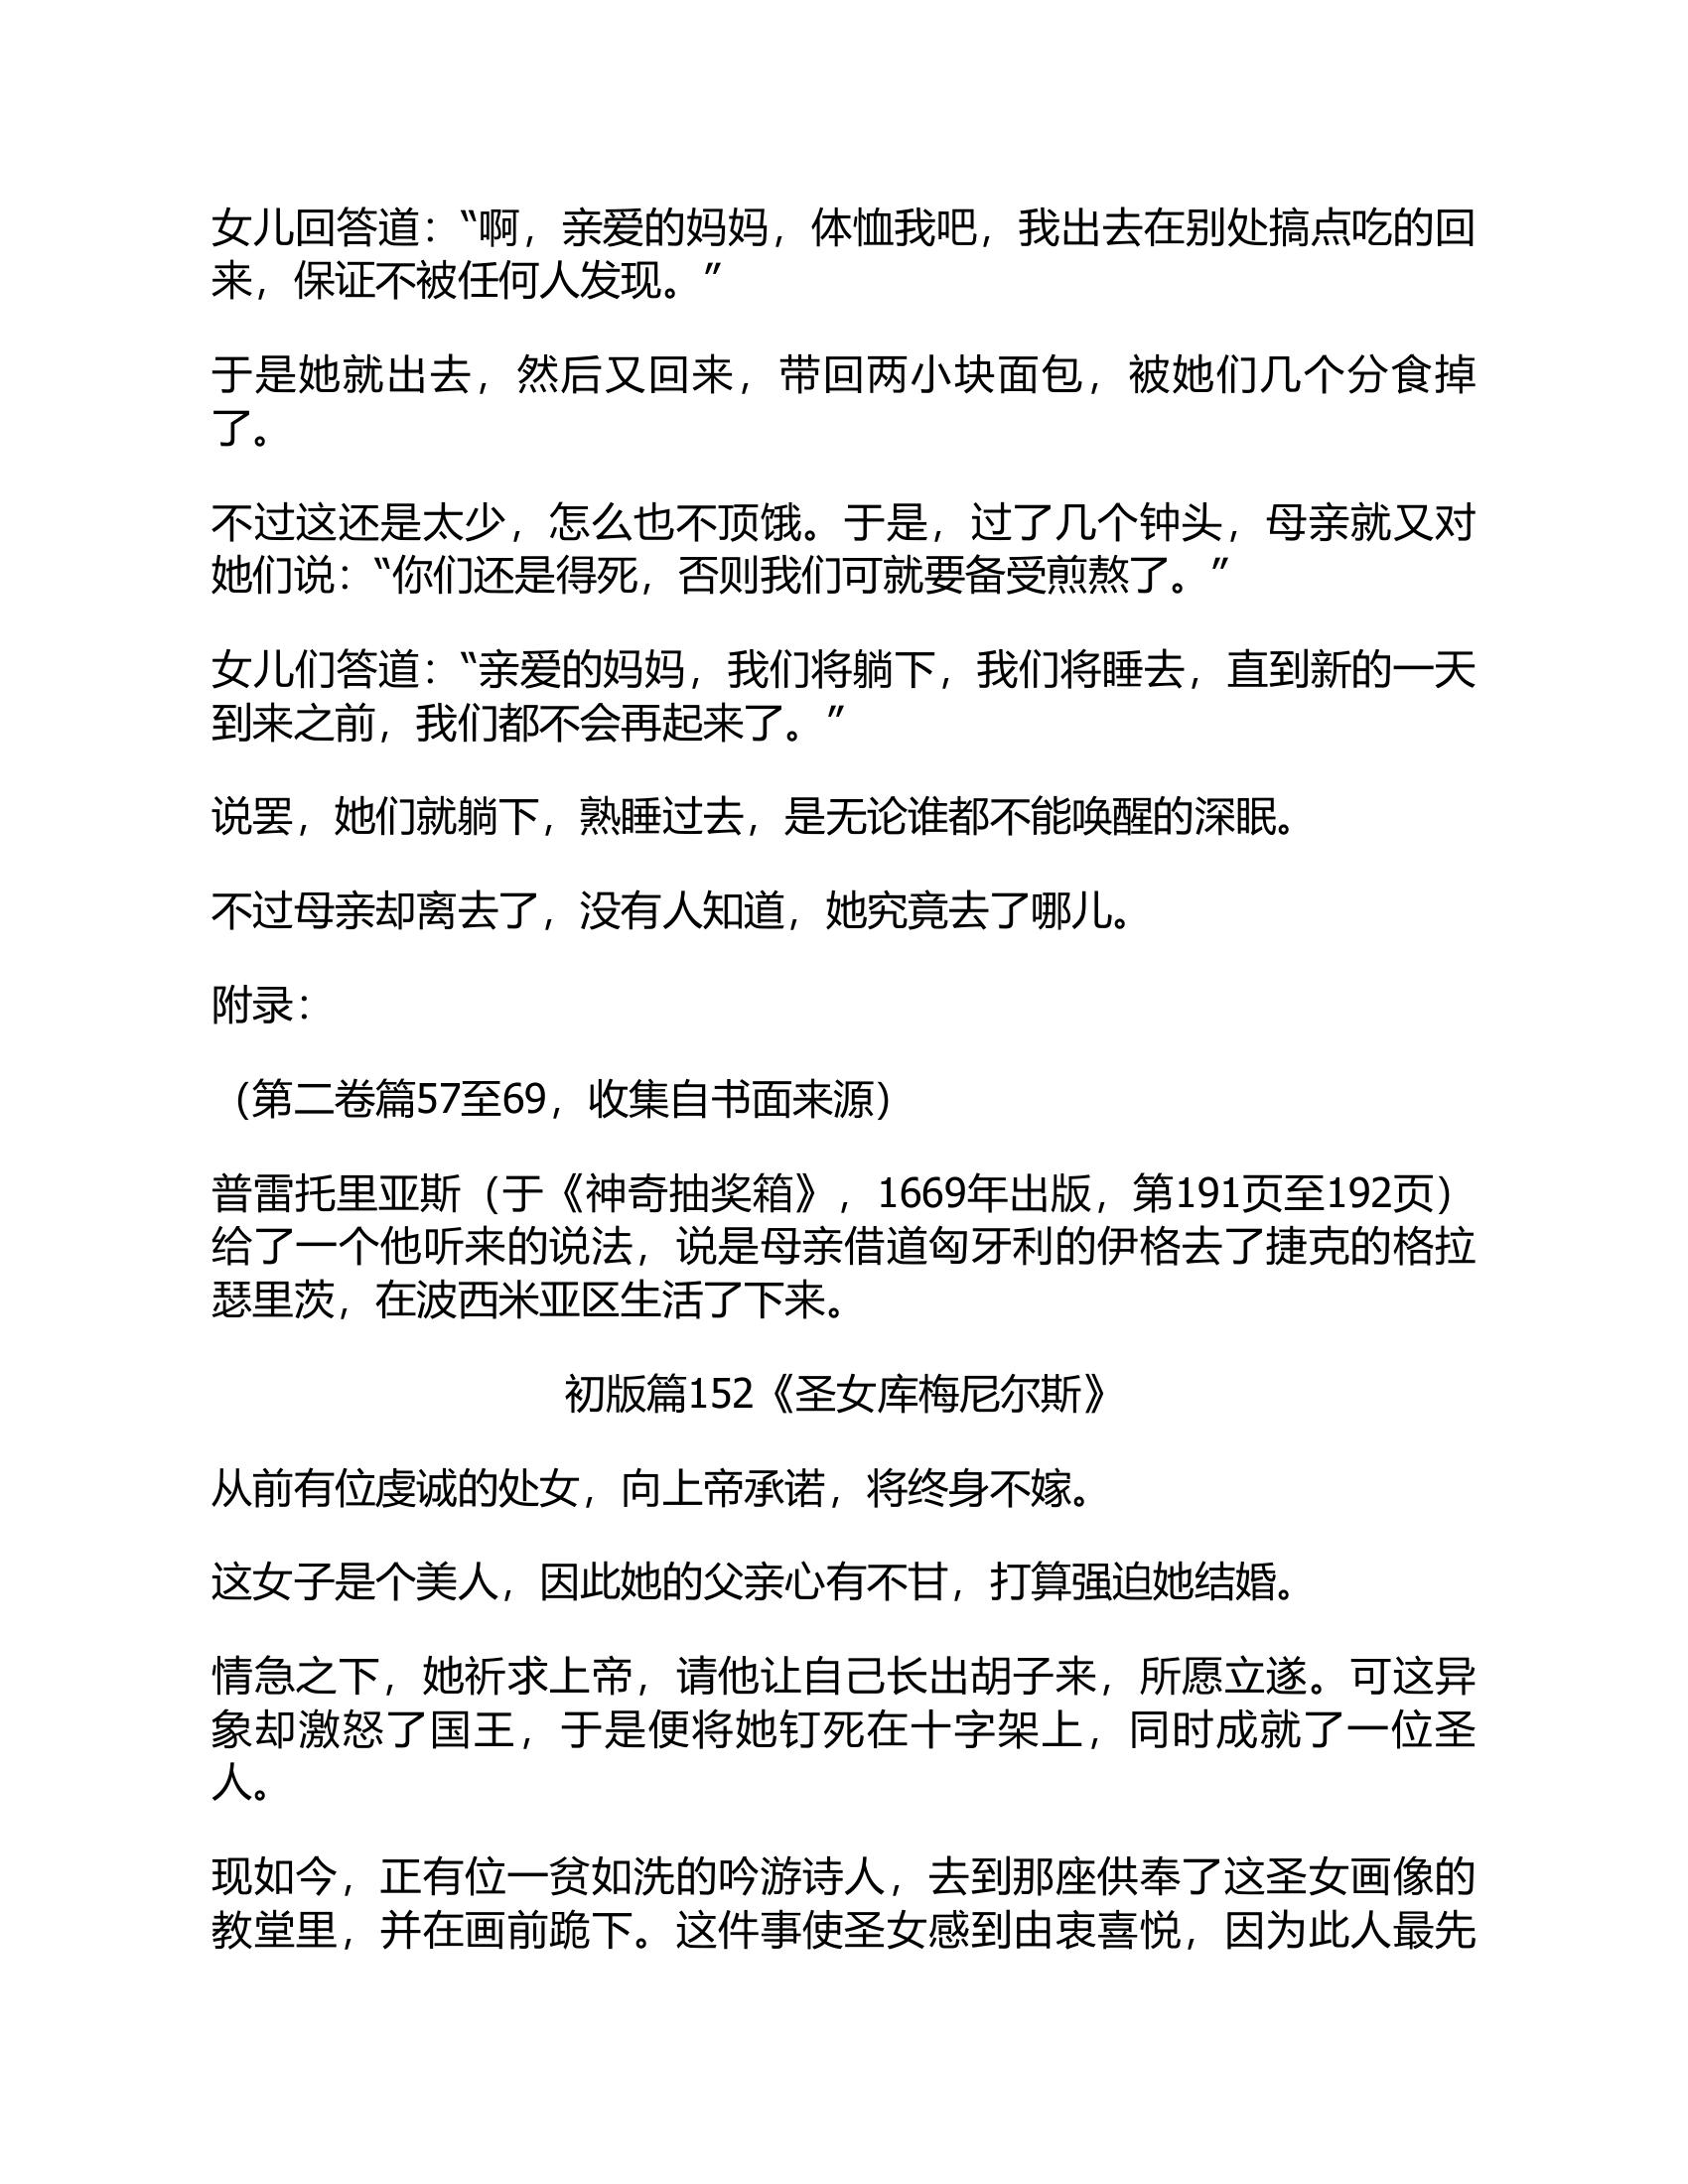 女儿回答道：“啊，亲爱的妈妈，体恤我吧，我出去在别处搞点吃的回
来，保证不被任何人发现。”
于是她就出去，然后又回来，带回两小块面包，被她们几个分食掉
了。
不过这还是太少，怎么也不顶饿。于是，过了几个钟头，母亲就又对
她们说：“你们还是得死，否则我们可就要备受煎熬了。”
女儿们答道：“亲爱的妈妈，我们将躺下，我们将睡去，直到新的一天
到来之前，我们都不会再起来了。”
说罢，她们就躺下，熟睡过去，是无论谁都不能唤醒的深眠。
不过母亲却离去了，没有人知道，她究竟去了哪儿。
附录：
（第二卷篇57至69，收集自书面来源）
普雷托里亚斯（于《神奇抽奖箱》，1669年出版，第191页至192页）
给了一个他听来的说法，说是母亲借道匈牙利的伊格去了捷克的格拉
瑟里茨，在波西米亚区生活了下来。
初版篇152《圣女库梅尼尔斯》
从前有位虔诚的处女，向上帝承诺，将终身不嫁。
这女子是个美人，因此她的父亲心有不甘，打算强迫她结婚。
情急之下，她祈求上帝，请他让自己长出胡子来，所愿立遂。可这异
象却激怒了国王，于是便将她钉死在十字架上，同时成就了一位圣
人。
现如今，正有位一贫如洗的吟游诗人，去到那座供奉了这圣女画像的
教堂里，并在画前跪下。这件事使圣女感到由衷喜悦，因为此人最先